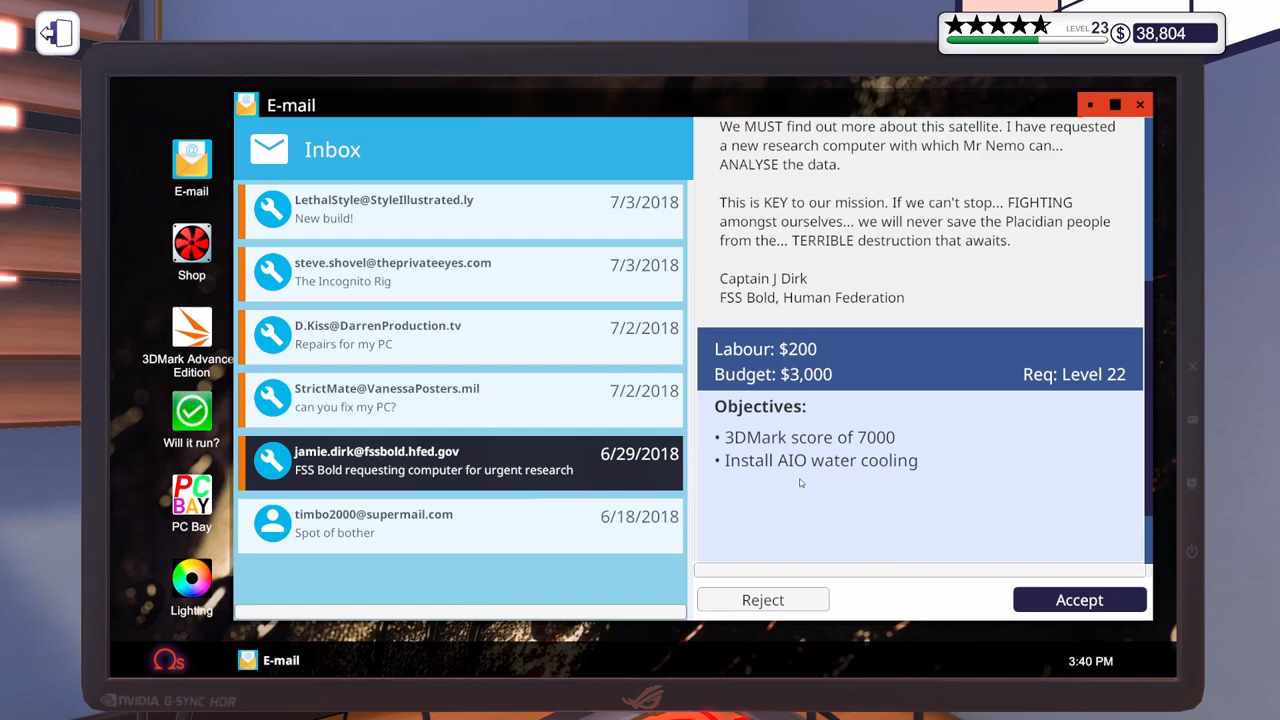 LEVEL 23 $ 38,804
E-mail
Inbox
E-mail
Shop
3DMark Advance
Edition
Will it run?
PC
BAY
PC Bay
Lighting
LethalStyle@StyleIllustrated.ly 7/3/2018
New build!
steve.shovel@theprivateeyes.com 7/3/2018
The Incognito Rig
D.Kiss@DarrenProduction.tv 7/2/2018
Repairs for my PC
StrictMate@VanessaPosters.mil 7/2/2018
can you fix my PC?
jamie.dirk@fssbold.hfed.gov 6/29/2018
FSS Bold requesting computer for urgent research
timbo2000@supermail.com 6/18/2018
Spot of bother
We MUST find out more about this satellite. I have requested
a new research computer with which Mr Nemo can...
ANALYSE the data.
This is KEY to our mission. If we can't stop... FIGHTING
amongst ourselves... we will never save the Placidian people
from the... TERRIBLE destruction that awaits.
Captain J Dirk
FSS Bold, Human Federation
Labour: $200
Budget: $3,000 Req: Level 22
Objectives:
• 3DMark score of 7000
• Install AIO water cooling
Reject Accept
Ωs E-mail 3:40 PM
NVIDIA G-SYNC HDR